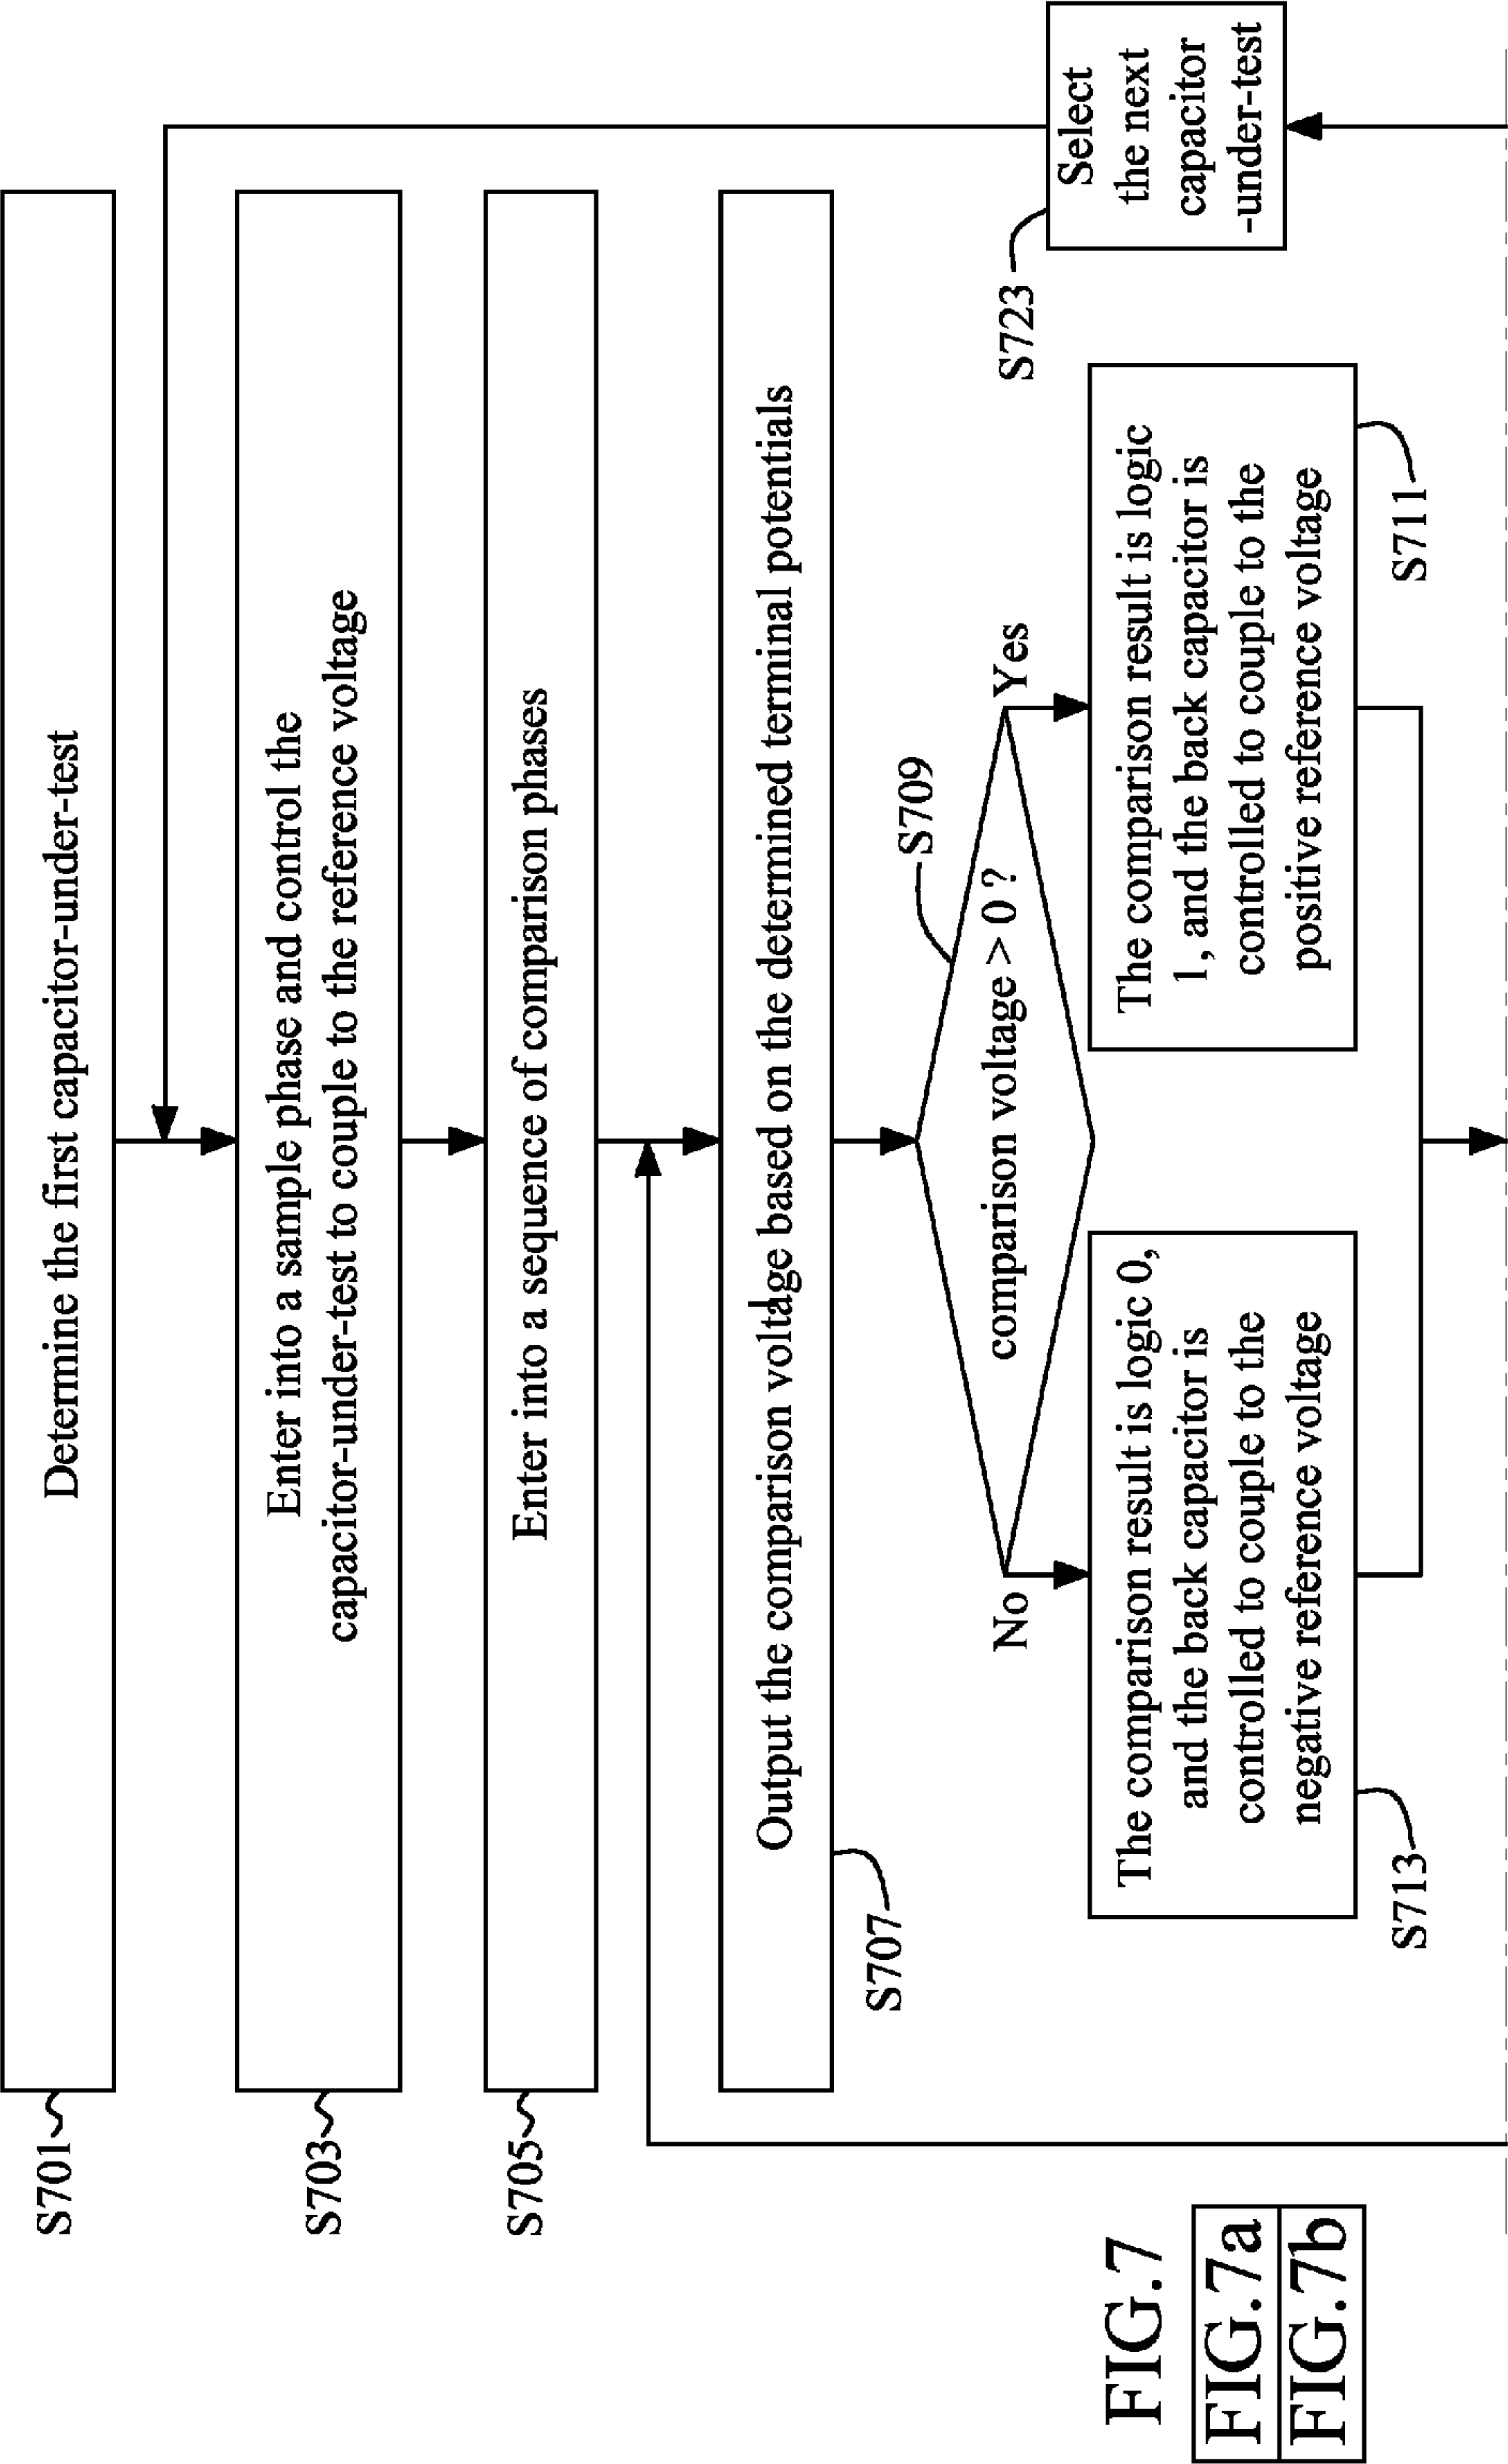 S701
Determine the first capacitor-under-test
S703
Enter into a sample phase and control the
capacitor-under-test to couple to the reference voltage
S705
Enter into a sequence of comparison phases
Output the comparison voltage based on the determined terminal potentials
S707
S709
comparison voltage > 0 ?
No
Yes
The comparison result is logic 0,
and the back capacitor is
controlled to couple to the
negative reference voltage
S713
The comparison result is logic
1, and the back capacitor is
controlled to couple to the
positive reference voltage
S711
S723
Select
the next
capacitor
-under-test
FIG.7
FIG.7a
FIG.7b